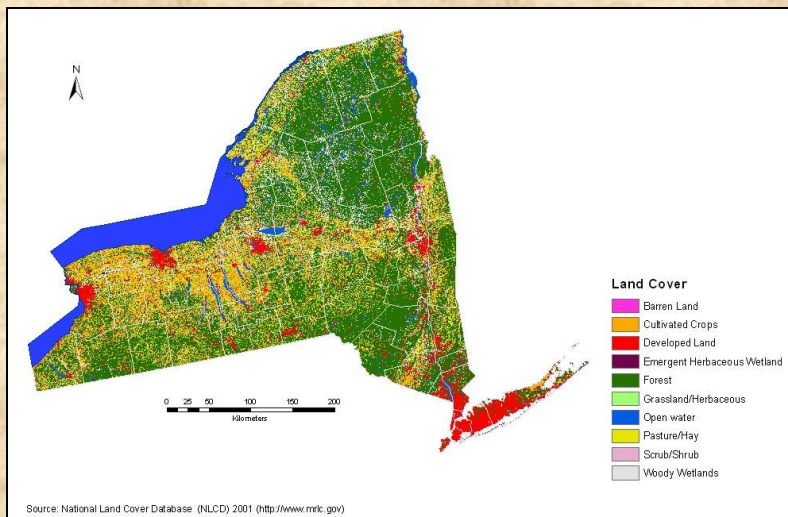 N
Land Cover
Barren Land
Cultivated Crops
Developed Land
Emergent Herbaceous Wetland
Forest
Grassland/Herbaceous
Open water
Pasture/Hay
Scrub/Shrub
Woody Wetlands
0 25 50 100 150 200
Kilometers
Source: National Land Cover Database (NLCD) 2001 (http://www.mrlc.gov)